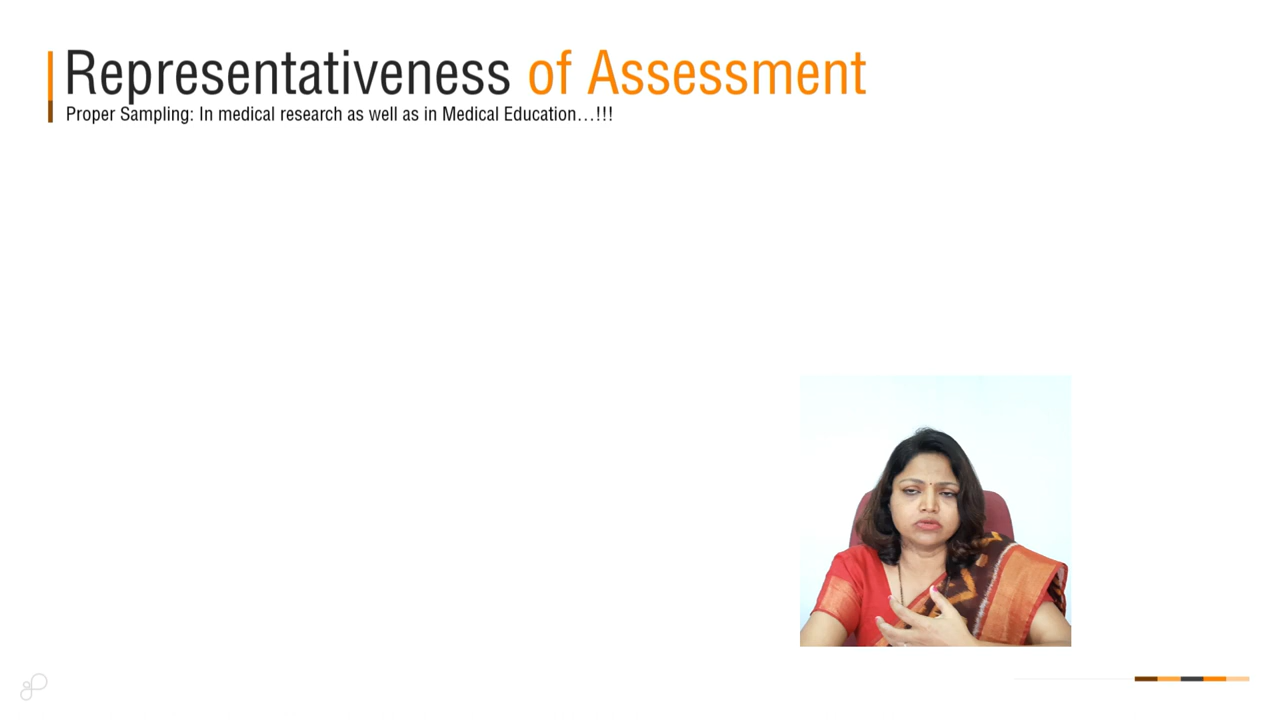 Representativeness of Assessment
Proper Sampling: In medical research as well as in Medical Education...!!!